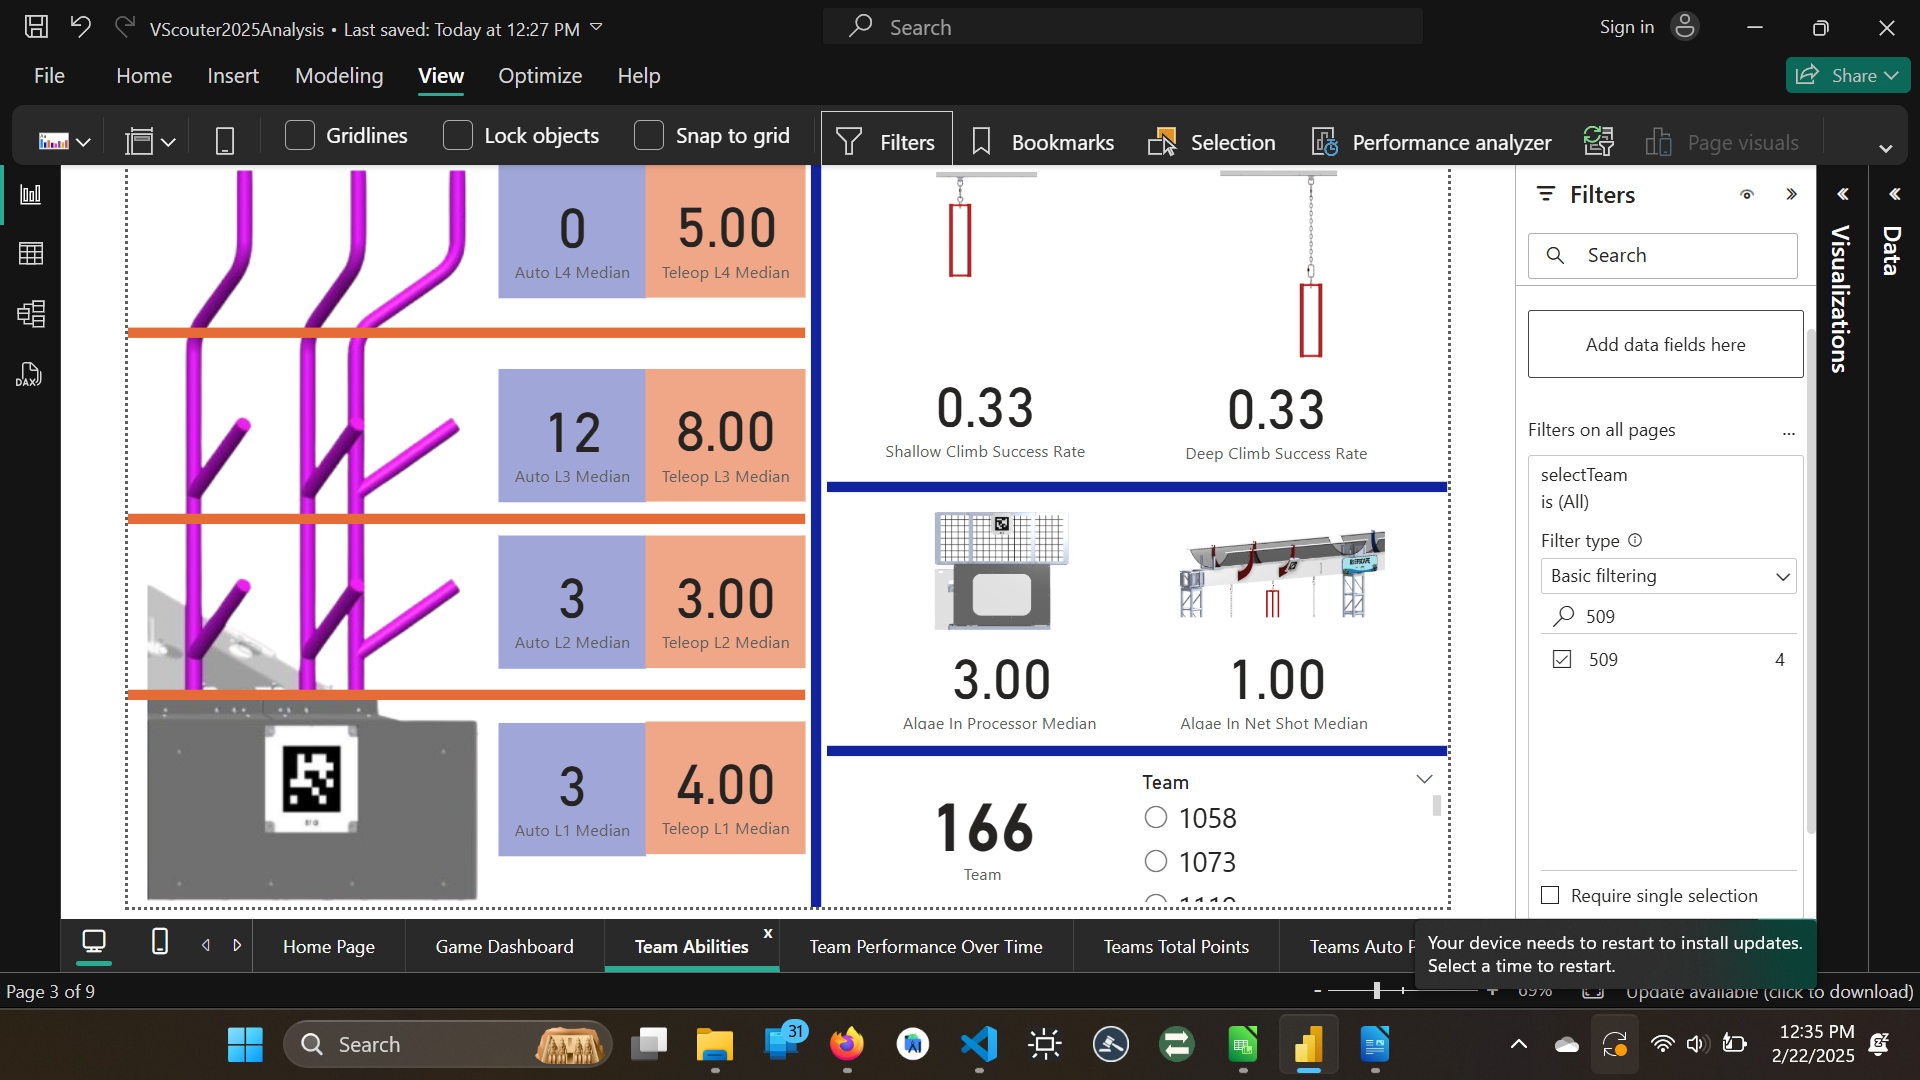 VScouter2025Analysis • Last saved: Today at 12:27 PM
Search
Sign in
File
Home
Insert
Modeling
View
Optimize
Help
Share
Gridlines
Lock objects
Snap to grid
Filters
Bookmarks
Selection
Performance analyzer
Page visuals
0
Auto L4 Median
5.00
Teleop L4 Median
12
Auto L3 Median
8.00
Teleop L3 Median
3
Auto L2 Median
3.00
Teleop L2 Median
3
Auto L1 Median
4.00
Teleop L1 Median
0.33
Shallow Climb Success Rate
0.33
Deep Climb Success Rate
3.00
Algae In Processor Median
1.00
Algae In Net Shot Median
166
Team
Team
1058
1073
Filters
Search
Add data fields here
Filters on all pages
...
selectTeam
is (All)
Filter type
Basic filtering
509
509 4
Require single selection
Visualizations
Data
DAX
Home Page
Game Dashboard
Team Abilities
x
Team Performance Over Time
Teams Total Points
Teams Auto P
Your device needs to restart to install updates.
Select a time to restart.
Page 3 of 9
- + 69%
Update available (click to download)
Search
31
12:35 PM
2/22/2025